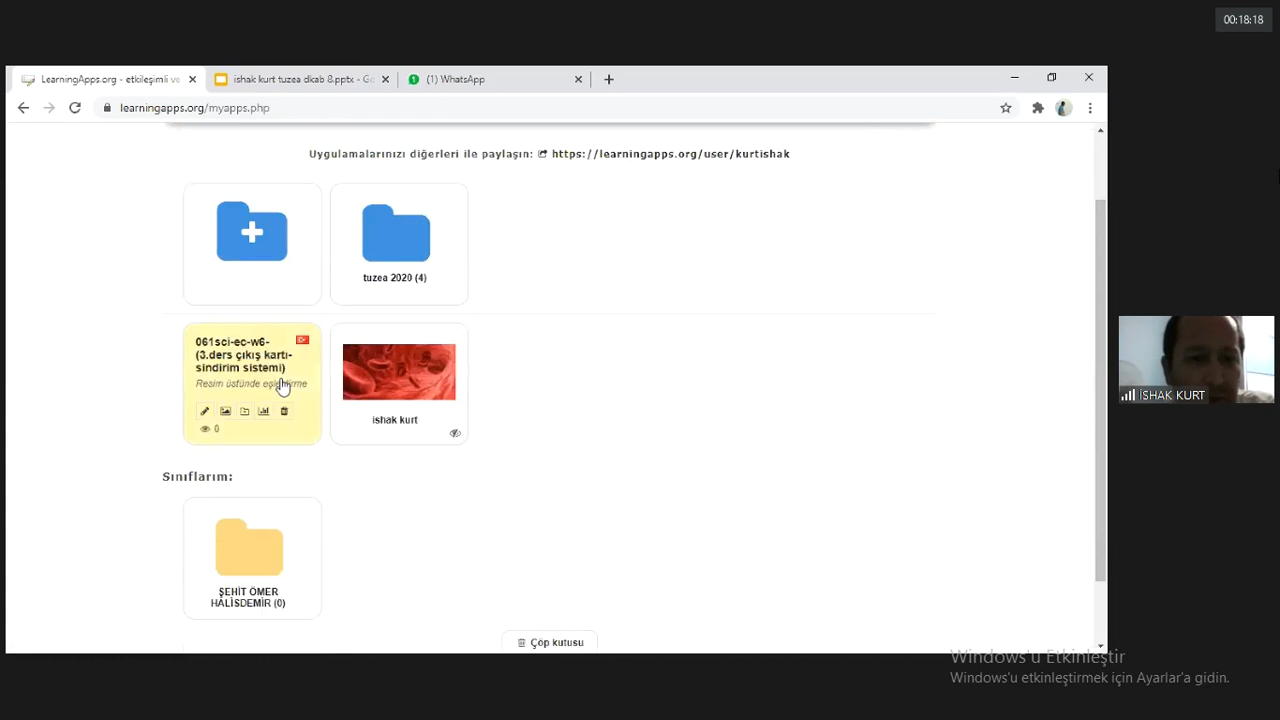 00:18:18
LearningApps.org - etkileşimli ve
ishak kurt tuzea dkab 8.pptx - Go
(1) WhatsApp
learningapps.org/myapps.php
Uygulamalarınızı diğerleri ile paylaşın: https://learningapps.org/user/kurtishak
tuzea 2020 (4)
061sci-ec-w6-
(3.ders çıkış kartı-
sindirim sistemi)
Resim üstünde eşleştirme
0
ishak kurt
Sınıflarım:
ŞEHİT ÖMER
HALİSDEMİR (0)
Çöp kutusu
İSHAK KURT
Windows'u Etkinleştir
Windows'u etkinleştirmek için Ayarlar'a gidin.